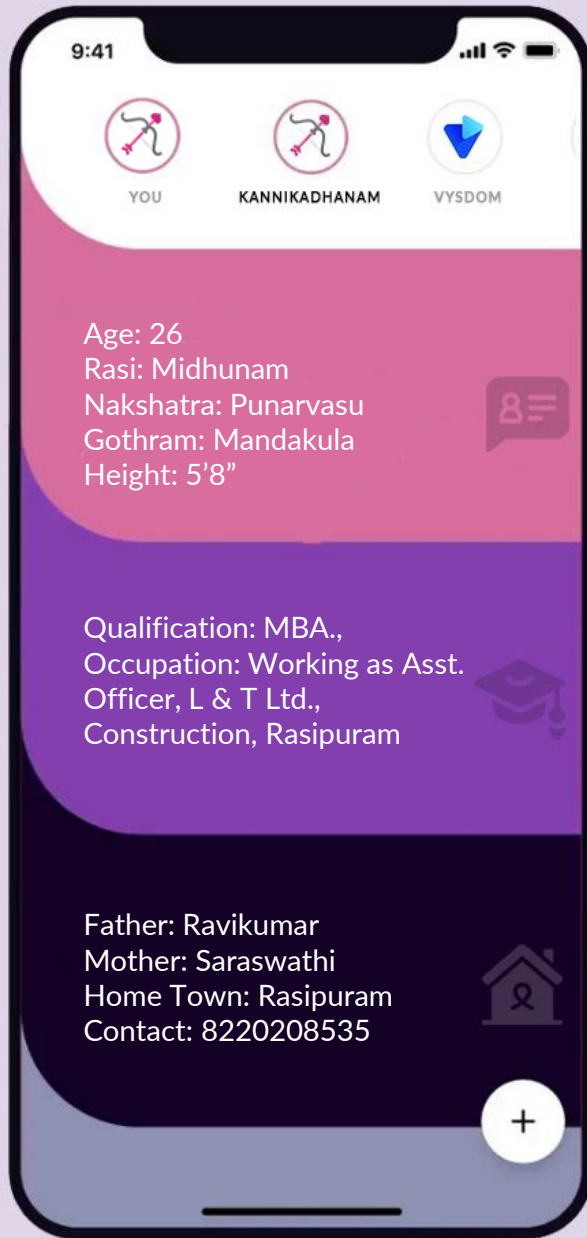 9:41
YOU
KANNIKADHANAM
VYSDOM
Age: 26
Rasi: Midhunam
Nakshatra: Punarvasu
Gothram: Mandakula
Height: 5’8”
Qualification: MBA.,
Occupation: Working as Asst.
Officer, L & T Ltd.,
Construction, Rasipuram
Father: Ravikumar
Mother: Saraswathi
Home Town: Rasipuram
Contact: 8220208535
+